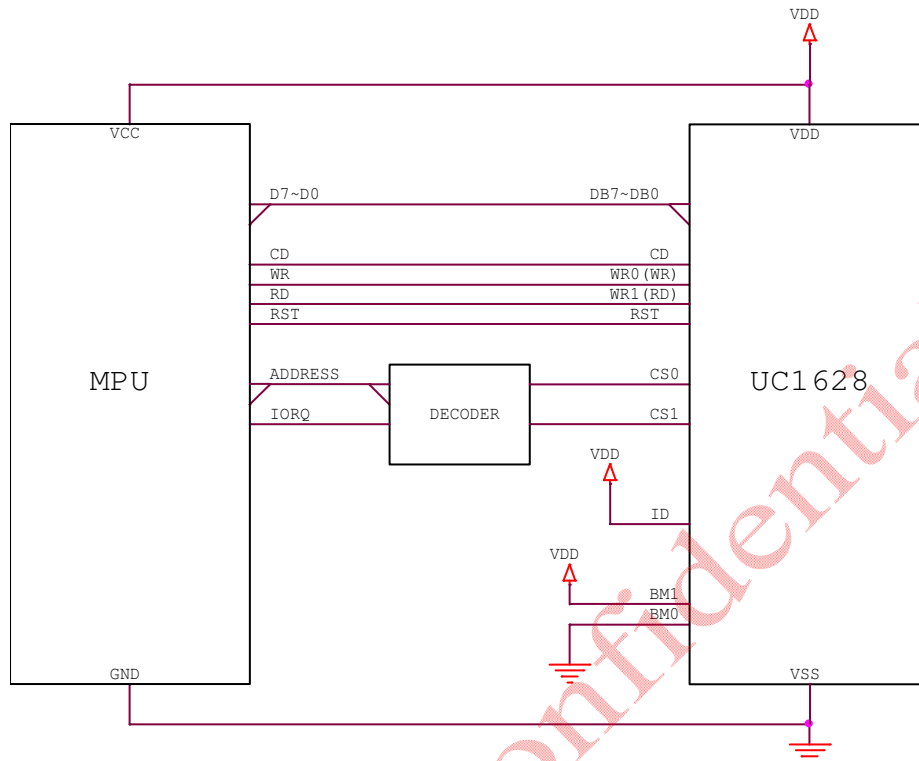 VDD
VCC VDD
D7~D0 DB7~DB0
CD CD
WR WR0(WR)
RD WR1(RD)
RST RST
MPU ADDRESS CS0 UC1628
IORQ DECODER CS1
VDD
ID
VDD
BM1
BM0
GND VSS
Confidentia